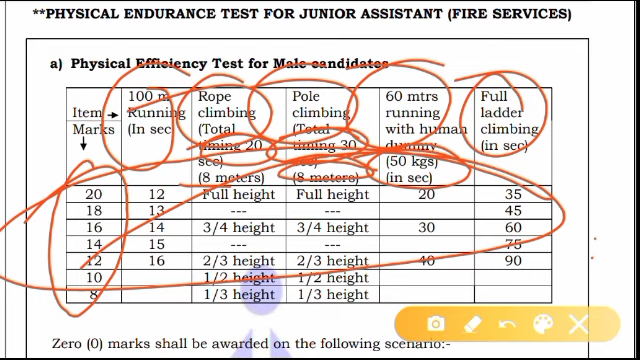 **PHYSICAL ENDURANCE TEST FOR JUNIOR ASSISTANT (FIRE SERVICES)
a) Physical Efficiency Test for Male candidates
Item → Marks ↓ | 100 m Running (In sec | Rope climbing (Total timing 20 sec) (8 meters) | Pole climbing (Total timing 30 sec) (8 meters) | 60 mtrs running with human dummy (50 kgs) (in sec) | Full ladder climbing (in sec)
20 | 12 | Full height | Full height | 20 | 35
18 | 13 | --- | --- | | 45
16 | 14 | 3/4 height | 3/4 height | 30 | 60
14 | 15 | --- | --- | | 75
12 | 16 | 2/3 height | 2/3 height | 40 | 90
10 | | 1/2 height | 1/2 height | |
8 | | 1/3 height | 1/3 height | |
Zero (0) marks shall be awarded on the following scenario:-